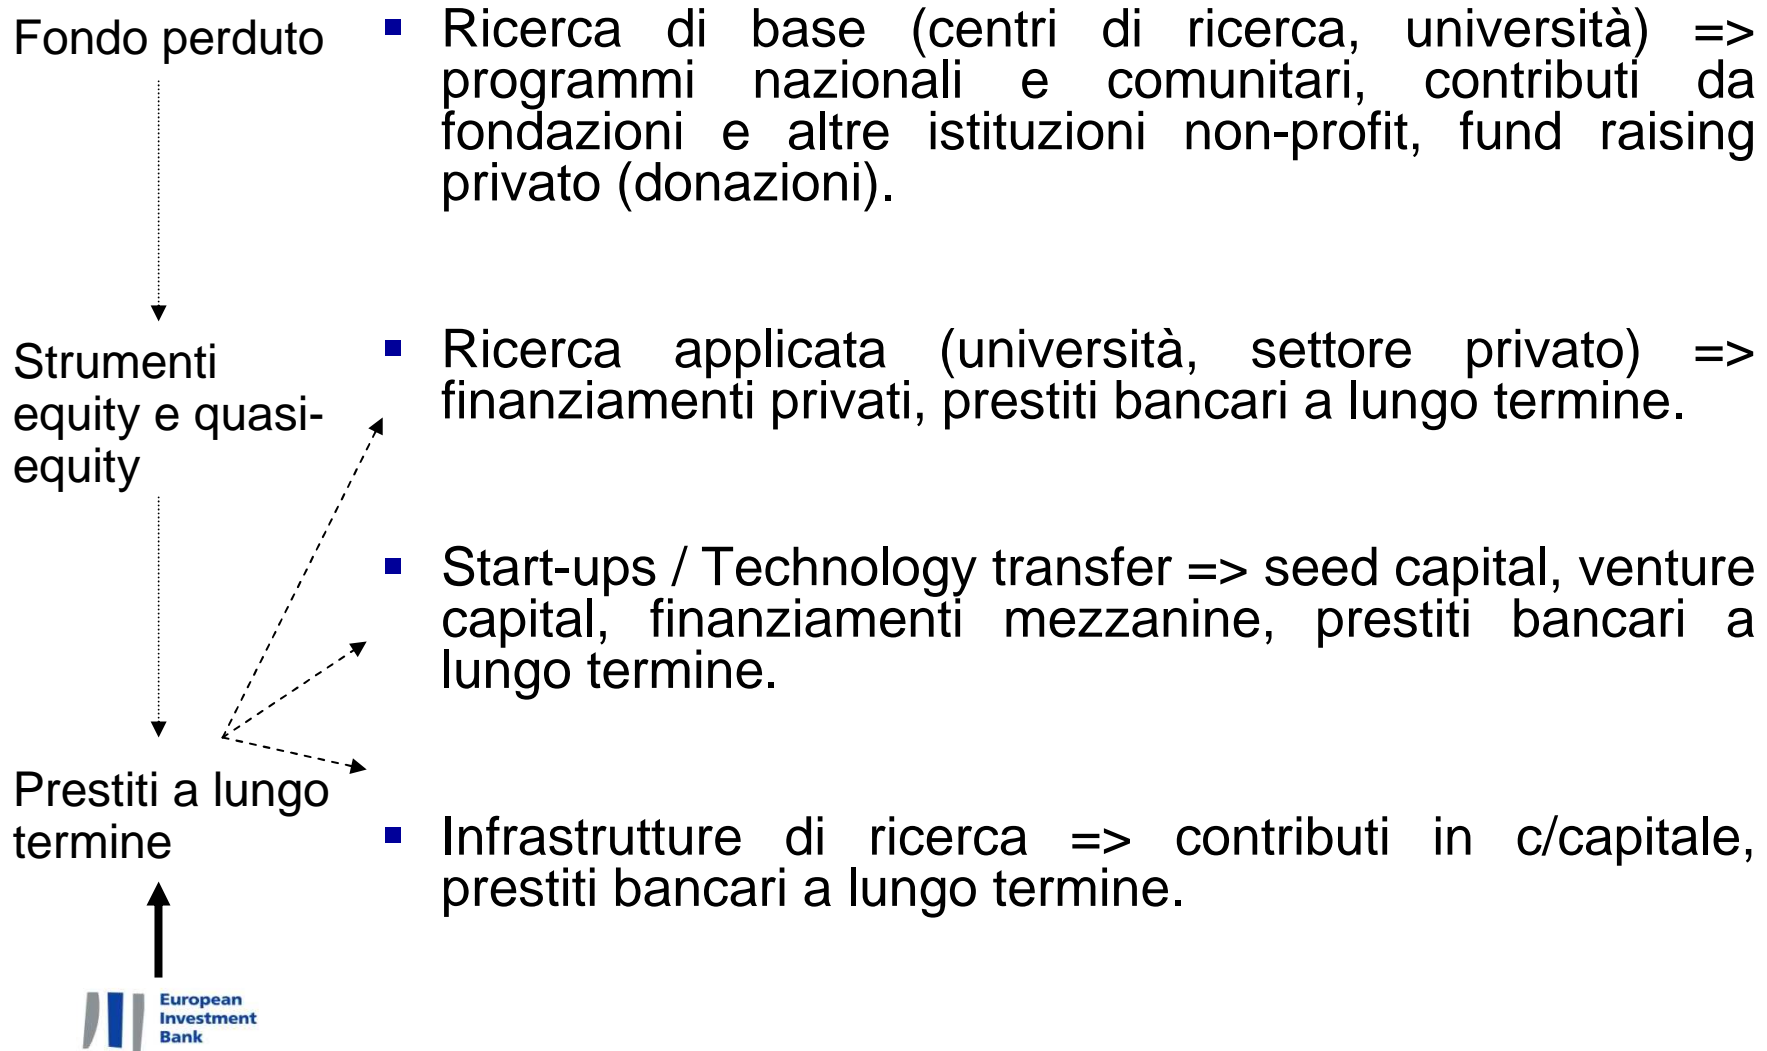 Fondo perduto
▪ Ricerca di base (centri di ricerca, università) =>
programmi nazionali e comunitari, contributi da
fondazioni e altre istituzioni non-profit, fund raising
privato (donazioni).
Strumenti
equity e quasi-
equity
▪ Ricerca applicata (università, settore privato) =>
finanziamenti privati, prestiti bancari a lungo termine.
▪ Start-ups / Technology transfer => seed capital, venture
capital, finanziamenti mezzanine, prestiti bancari a
lungo termine.
Prestiti a lungo
termine
▪ Infrastrutture di ricerca => contributi in c/capitale,
prestiti bancari a lungo termine.
European
Investment
Bank